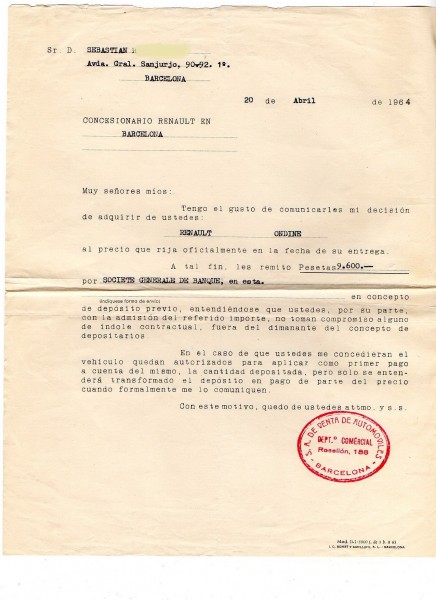 Sr. D. SEBASTIAN R
Avda. Gral. Sanjurjo, 90-92. 1º.
BARCELONA
20 de Abril de 1964
CONCESIONARIO RENAULT EN
BARCELONA
Muy señores míos:
Tengo el gusto de comunicarles mi decisión
de adquirir de ustedes:
RENAULT ONDINE
al precio que rija oficialmente en la fecha de su entrega.
A tal fin, les remito Pesetas 9.600.—
por SOCIETE GENERALE DE BANQUE, en esta.
(Indíquese forma de envío) en concepto
de depósito previo, entendiéndose que ustedes, por su parte,
con la admisión del referido importe, no toman compromiso alguno
de índole contractual, fuera del dimanante del concepto de
depositarios
En el caso de que ustedes me concedieran el
vehículo quedan autorizados para aplicar como primer pago
a cuenta del mismo, la cantidad depositada, pero solo se enten-
derá transformado el depósito en pago de parte del precio
cuando formalmente me lo comuniquen.
Con este motivo, quedo de ustedes attmo. y s.s.
S. A. DE RENTA DE AUTOMOVILES
DEPT.º COMERCIAL
Rosellón, 188
BARCELONA